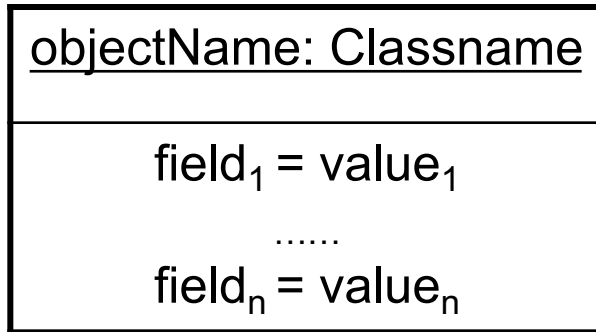 objectName: Classname
field₁ = value₁
......
fieldₙ = valueₙ